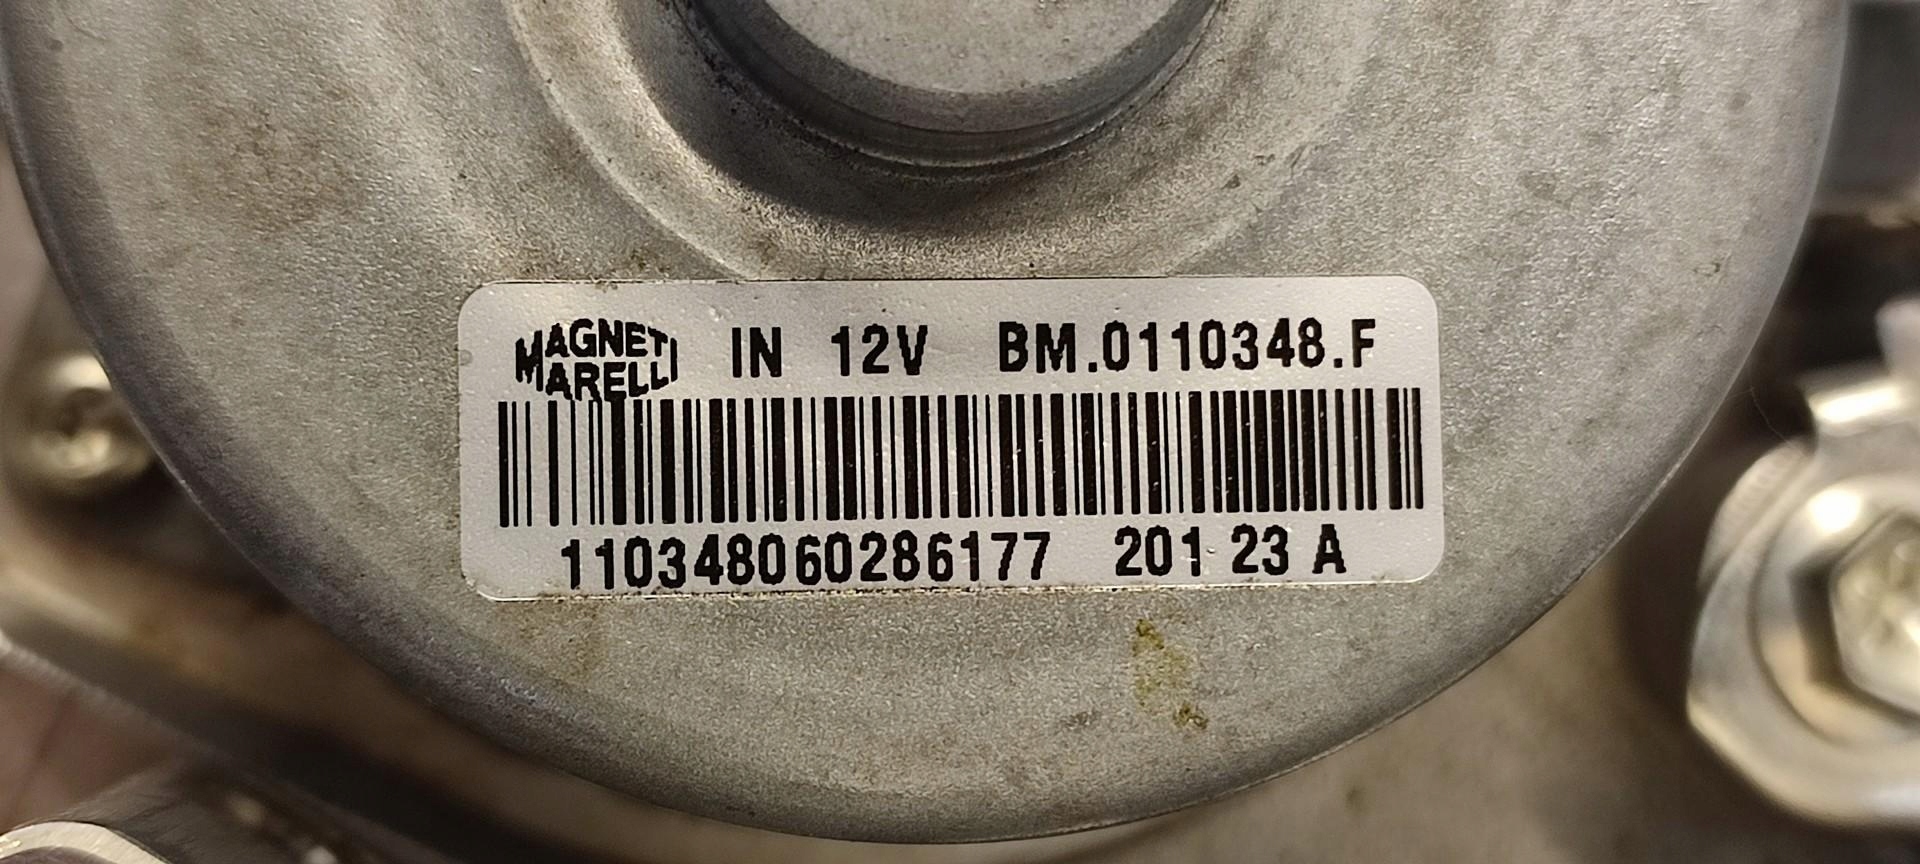 MAGNETI MARELLI IN 12V BM.0110348.F
110348060286177 201 23 A